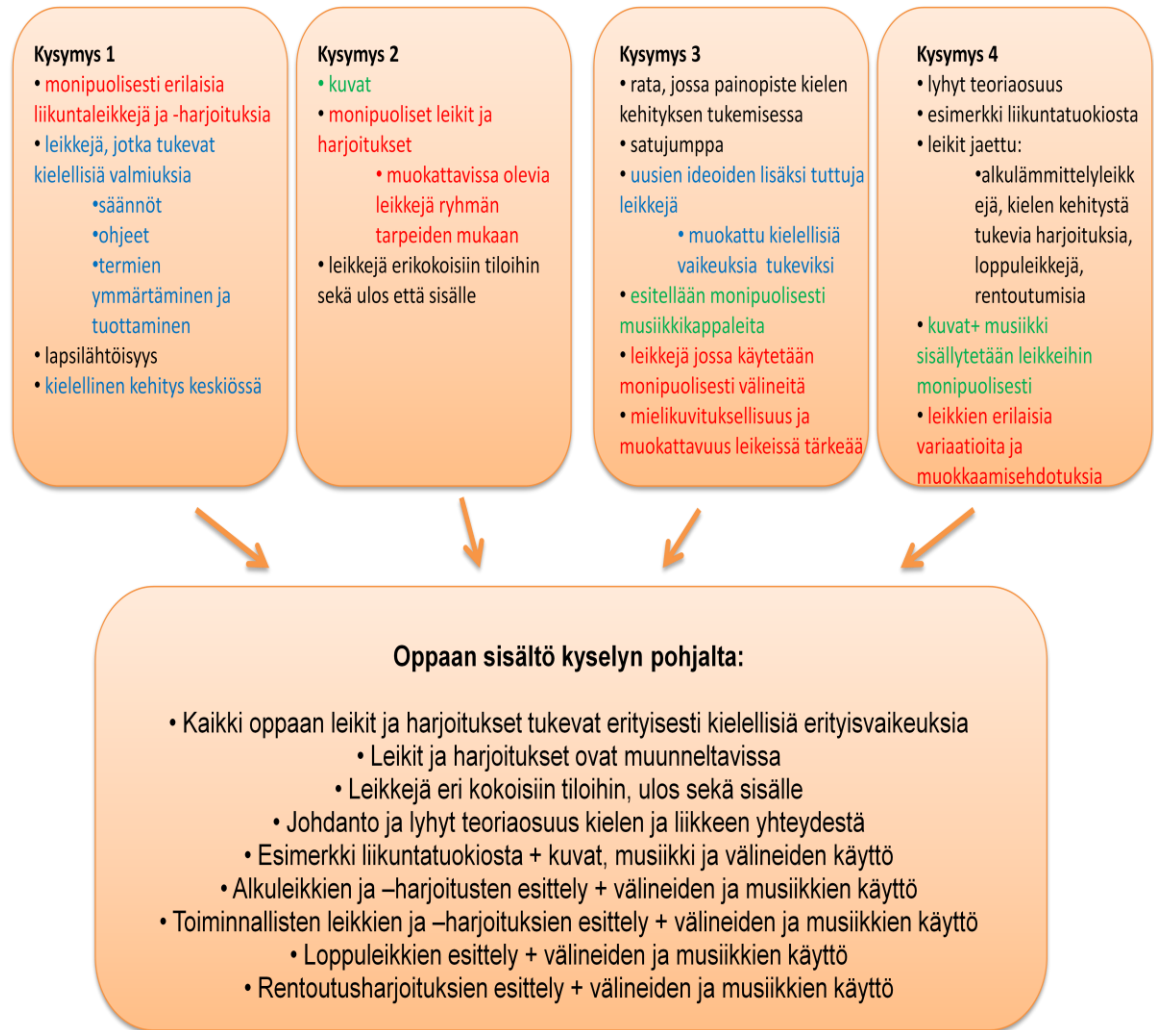 Kysymys 1
• monipuolisesti erilaisia
liikuntaleikkejä ja -harjoituksia
• leikkejä, jotka tukevat
kielellisiä valmiuksia
•säännöt
•ohjeet
•termien
ymmärtäminen ja
tuottaminen
• lapsilähtöisyys
• kielellinen kehitys keskiössä
Kysymys 2
• kuvat
• monipuoliset leikit ja
harjoitukset
• muokattavissa olevia
leikkejä ryhmän
tarpeiden mukaan
• leikkejä erikokoisiin tiloihin
sekä ulos että sisälle
Kysymys 3
• rata, jossa painopiste kielen
kehityksen tukemisessa
• satujumppa
• uusien ideoiden lisäksi tuttuja
leikkejä
• muokattu kielellisiä
vaikeuksia tukeviksi
• esitellään monipuolisesti
musiikkikappaleita
• leikkejä jossa käytetään
monipuolisesti välineitä
• mielikuvituksellisuus ja
muokattavuus leikeissä tärkeää
Kysymys 4
• lyhyt teoriaosuus
• esimerkki liikuntatuokiosta
• leikit jaettu:
•alkulämmittelyleikk
ejä, kielen kehitystä
tukevia harjoituksia,
loppuleikkejä,
rentoutumisia
• kuvat+ musiikki
sisällytetään leikkeihin
monipuolisesti
• leikkien erilaisia
variaatioita ja
muokkaamisehdotuksia
Oppaan sisältö kyselyn pohjalta:
• Kaikki oppaan leikit ja harjoitukset tukevat erityisesti kielellisiä erityisvaikeuksia
• Leikit ja harjoitukset ovat muunneltavissa
• Leikkejä eri kokoisiin tiloihin, ulos sekä sisälle
• Johdanto ja lyhyt teoriaosuus kielen ja liikkeen yhteydestä
• Esimerkki liikuntatuokiosta + kuvat, musiikki ja välineiden käyttö
• Alkuleikkien ja –harjoitusten esittely + välineiden ja musiikkien käyttö
• Toiminnallisten leikkien ja –harjoituksien esittely + välineiden ja musiikkien käyttö
• Loppuleikkien esittely + välineiden ja musiikkien käyttö
• Rentoutusharjoituksien esittely + välineiden ja musiikkien käyttö